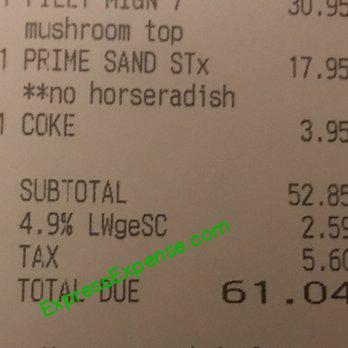 1 FILET MIGN 7 30.95
mushroom top
1 PRIME SAND STx 17.95
**no horseradish
1 COKE 3.95
SUBTOTAL 52.85
4.9% LWgeSC 2.59
TAX 5.60
TOTAL DUE 61.04
ExpressExpense.com